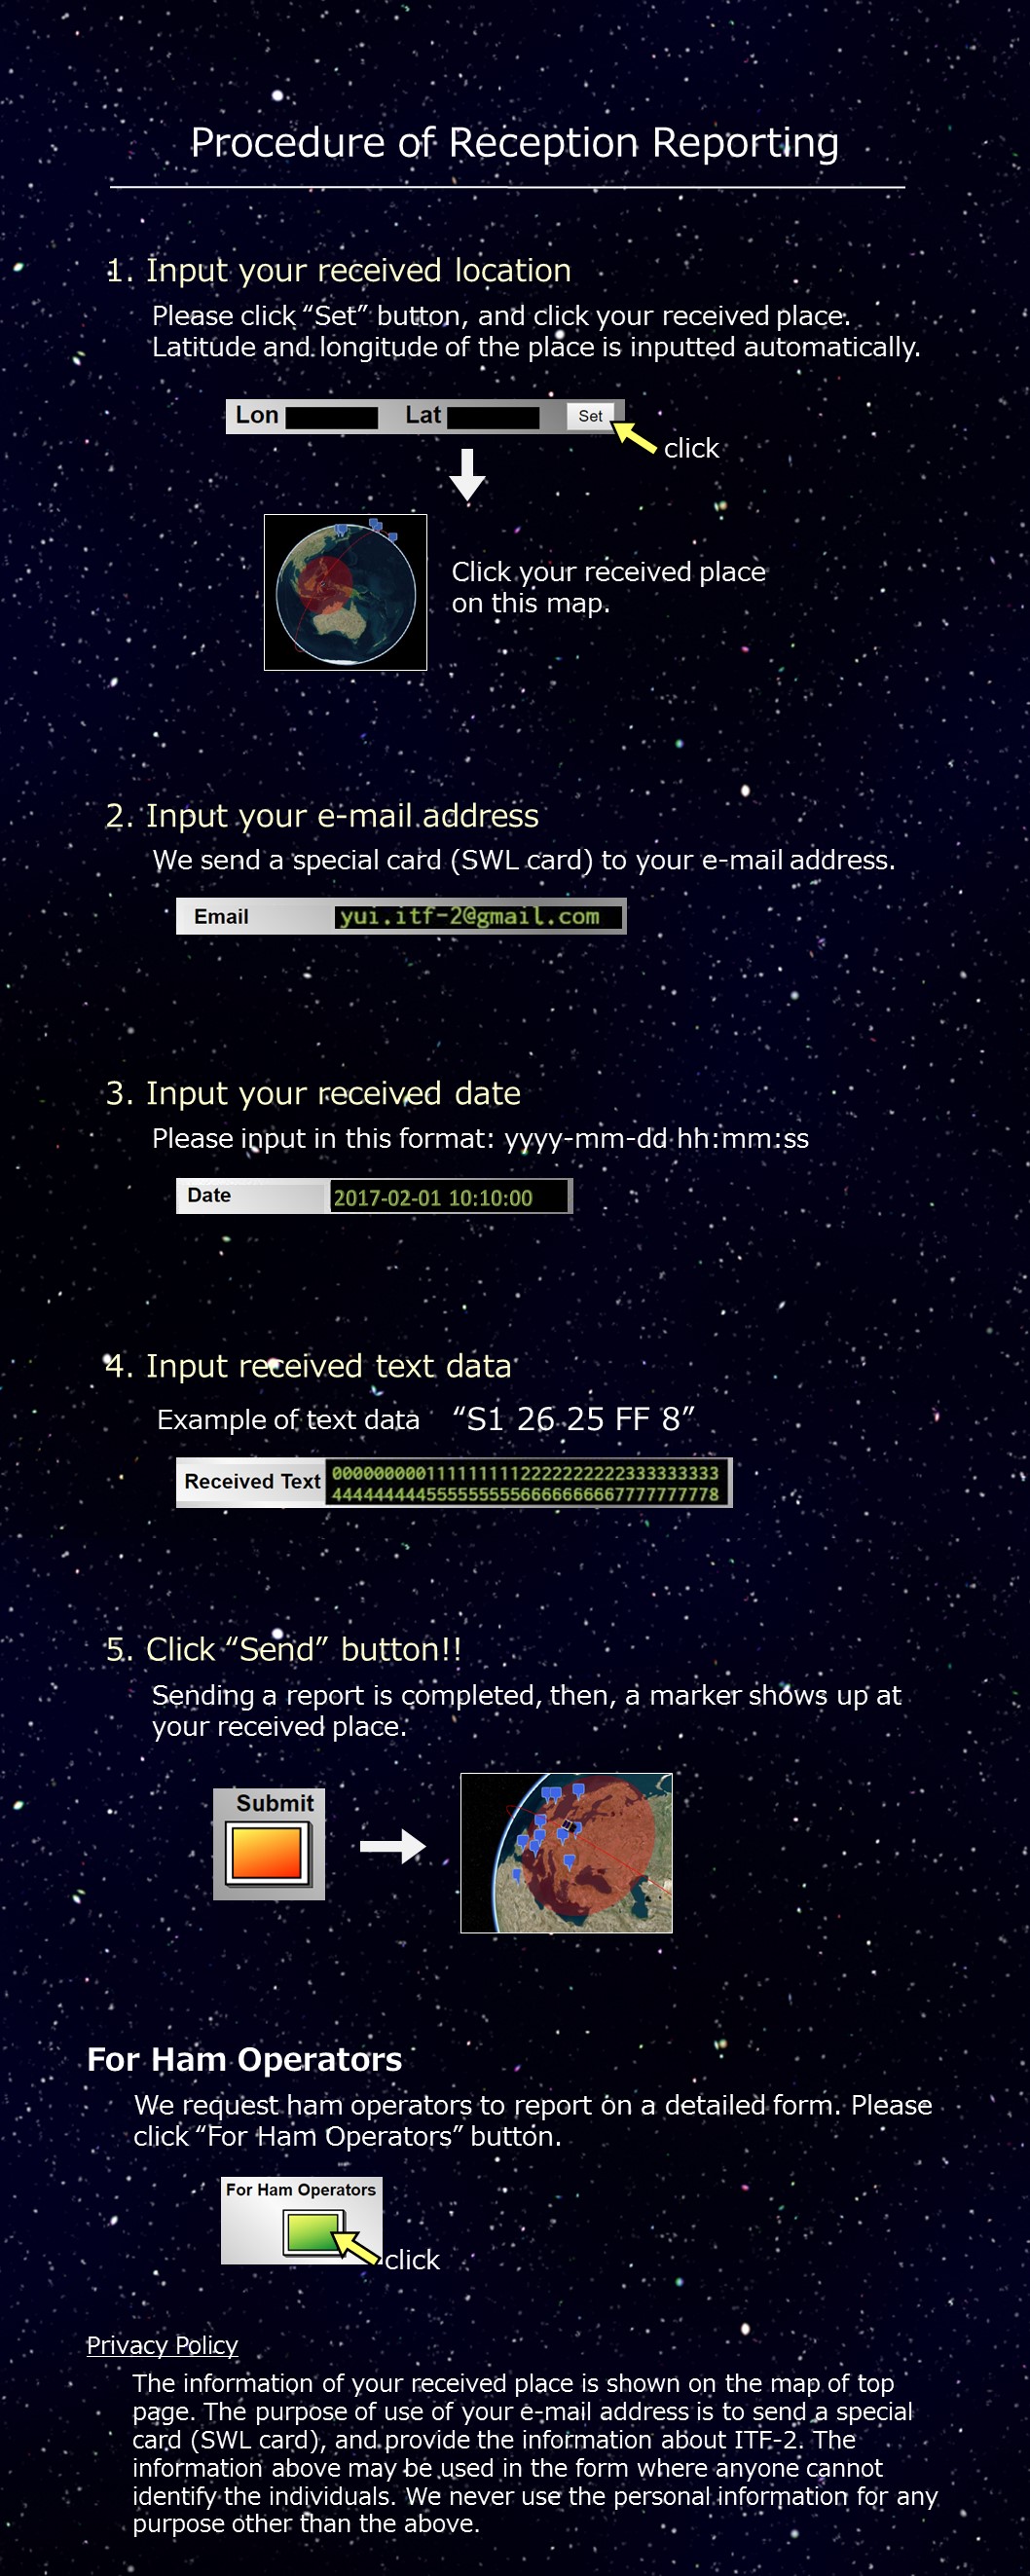 Procedure of Reception Reporting
1. Input your received location
Please click “Set” button, and click your received place.
Latitude and longitude of the place is inputted automatically.
Lon Lat Set
click
Click your received place
on this map.
2. Input your e-mail address
We send a special card (SWL card) to your e-mail address.
Email yui.itf-2@gmail.com
3. Input your received date
Please input in this format: yyyy-mm-dd hh:mm:ss
Date 2017-02-01 10:10:00
4. Input received text data
Example of text data “S1 26 25 FF 8”
Received Text
5. Click “Send” button!!
Sending a report is completed, then, a marker shows up at
your received place.
Submit
For Ham Operators
We request ham operators to report on a detailed form. Please
click “For Ham Operators” button.
For Ham Operators
click
Privacy Policy
The information of your received place is shown on the map of top
page. The purpose of use of your e-mail address is to send a special
card (SWL card), and provide the information about ITF-2. The
information above may be used in the form where anyone cannot
identify the individuals. We never use the personal information for any
purpose other than the above.